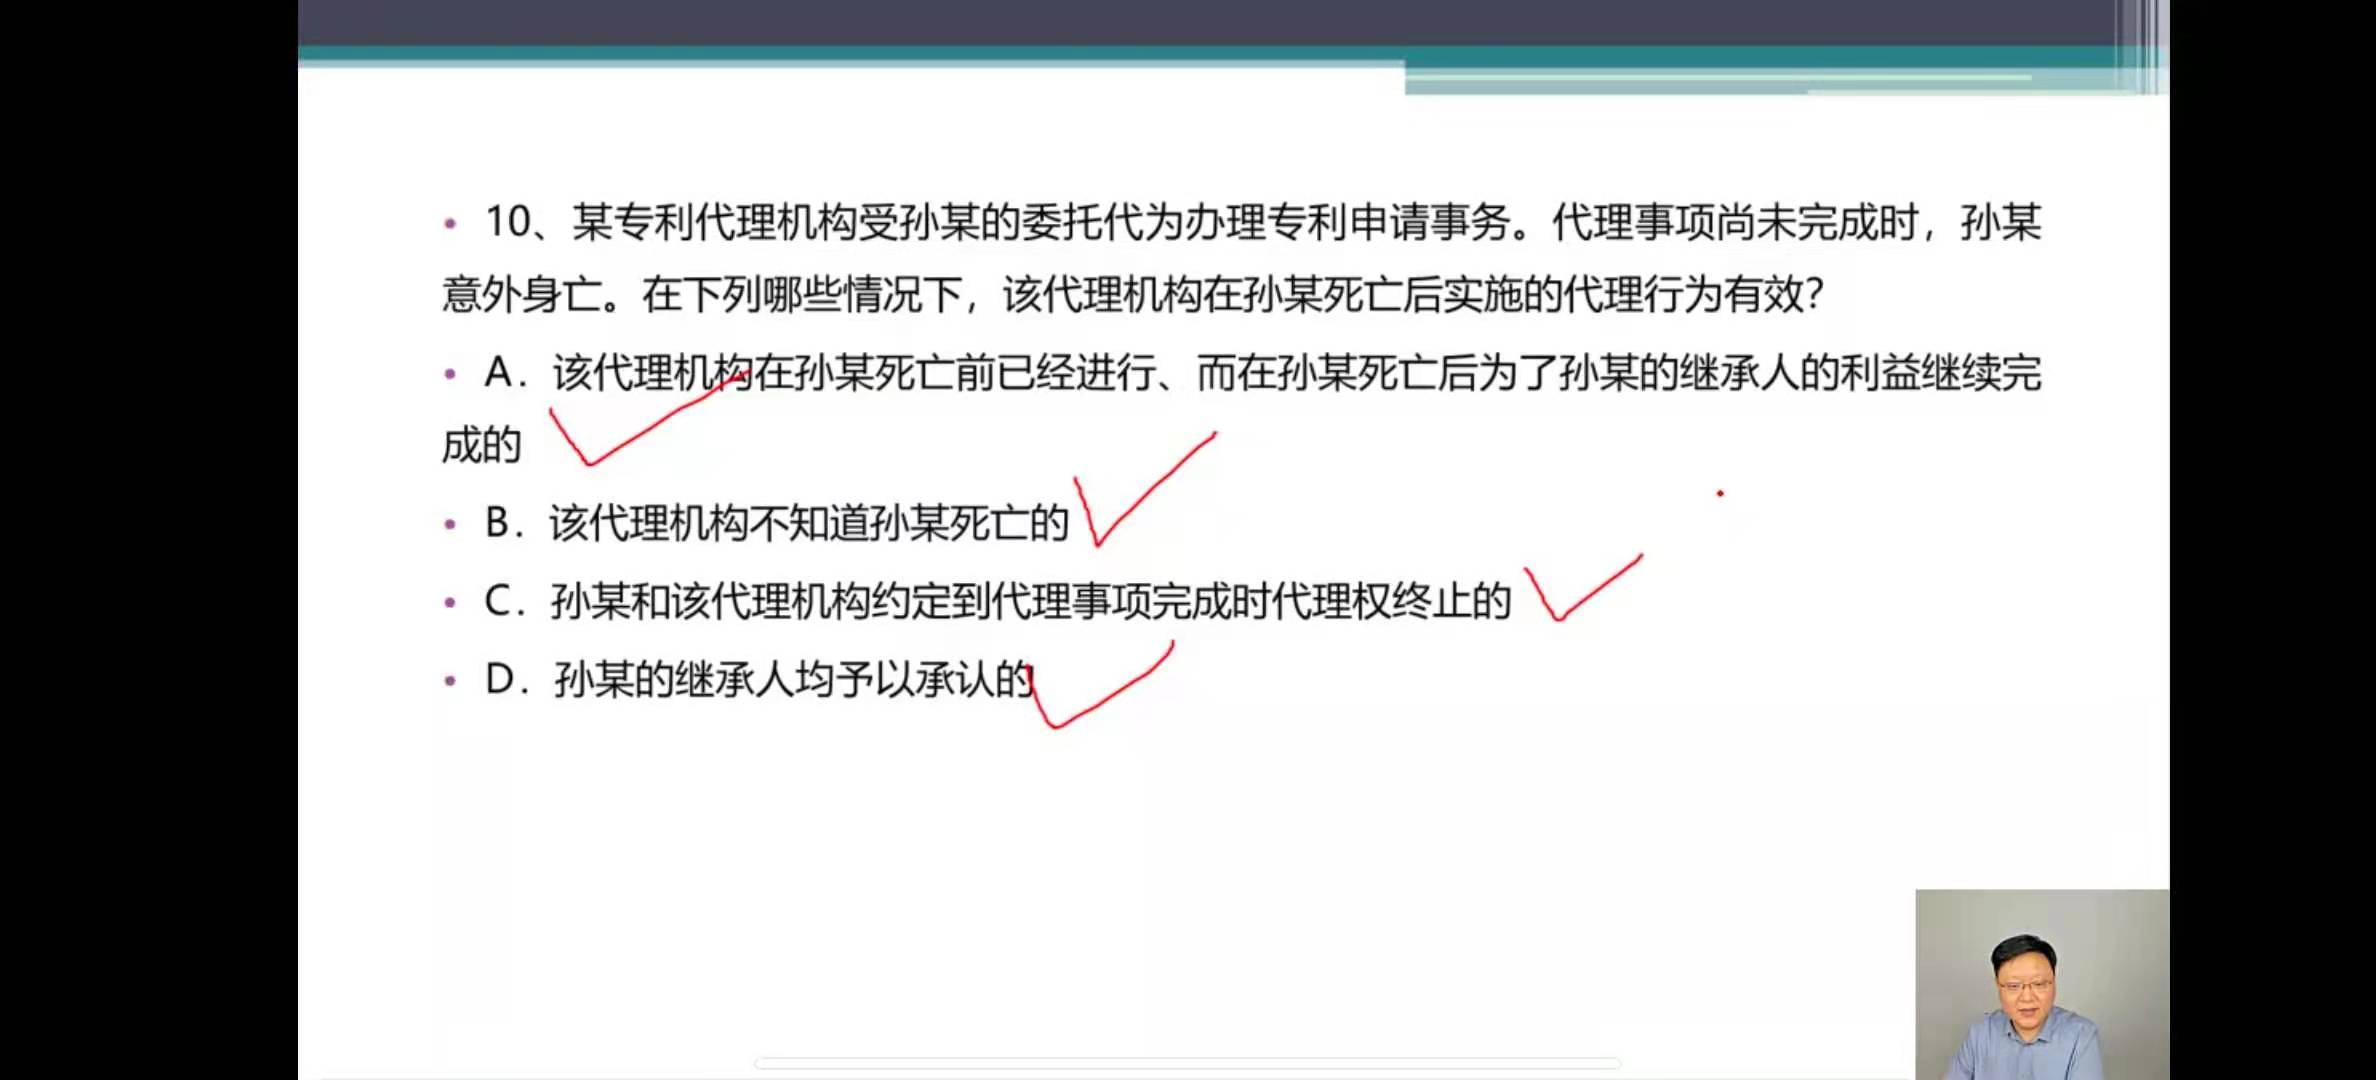 • 10、某专利代理机构受孙某的委托代为办理专利申请事务。代理事项尚未完成时，孙某
意外身亡。在下列哪些情况下，该代理机构在孙某死亡后实施的代理行为有效？
• A．该代理机构在孙某死亡前已经进行、而在孙某死亡后为了孙某的继承人的利益继续完
成的
• B．该代理机构不知道孙某死亡的
• C．孙某和该代理机构约定到代理事项完成时代理权终止的
• D．孙某的继承人均予以承认的